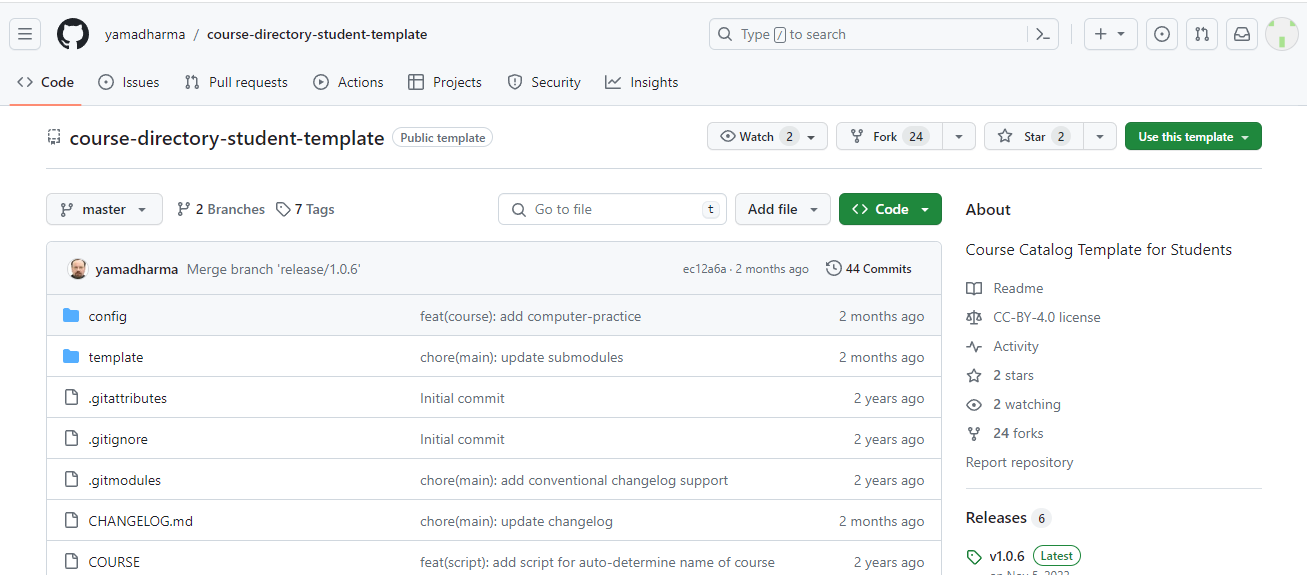 yamadharma / course-directory-student-template
Type / to search
Code Issues Pull requests Actions Projects Security Insights
course-directory-student-template Public template
Watch 2 Fork 24 Star 2 Use this template
master 2 Branches 7 Tags Go to file t Add file Code
About
Course Catalog Template for Students
yamadharma Merge branch 'release/1.0.6' ec12a6a · 2 months ago 44 Commits
config feat(course): add computer-practice 2 months ago
template chore(main): update submodules 2 months ago
.gitattributes Initial commit 2 years ago
.gitignore Initial commit 2 years ago
.gitmodules chore(main): add conventional changelog support 2 years ago
CHANGELOG.md chore(main): update changelog 2 months ago
COURSE feat(script): add script for auto-determine name of course 2 years ago
Readme
CC-BY-4.0 license
Activity
2 stars
2 watching
24 forks
Report repository
Releases 6
v1.0.6 Latest